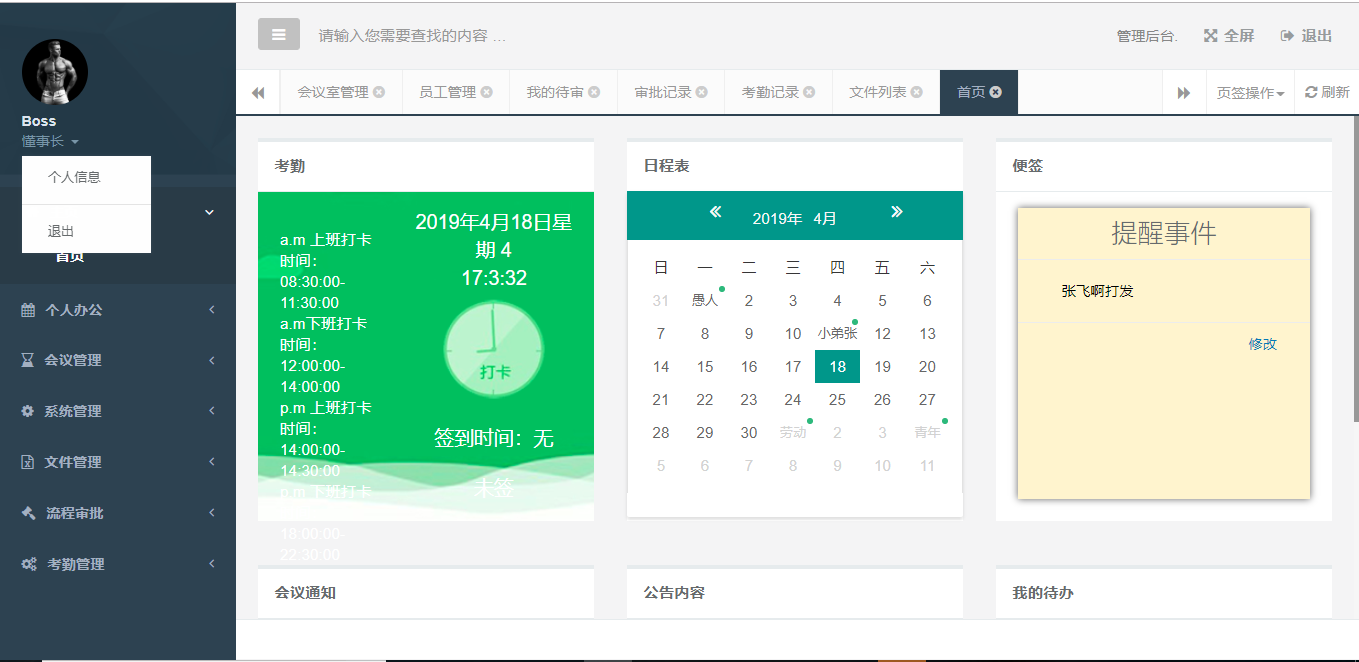 请输入您需要查找的内容 …
管理后台.
全屏
退出
Boss
懂事长
个人信息
退出
首页
个人办公
会议管理
系统管理
文件管理
流程审批
考勤管理
会议室管理
员工管理
我的待审
审批记录
考勤记录
文件列表
首页
页签操作
刷新
考勤
a.m 上班打卡
时间：
08:30:00-
11:30:00
a.m下班打卡
时间：
12:00:00-
14:00:00
p.m 上班打卡
时间：
14:00:00-
14:30:00
p.m 下班打卡
18:00:00-
22:30:00
2019年4月18日星
期 4
17:3:32
打卡
签到时间：无
未签
日程表
2019年 4月
日 一 二 三 四 五 六
31 愚人 2 3 4 5 6
7 8 9 10 小弟张 12 13
14 15 16 17 18 19 20
21 22 23 24 25 26 27
28 29 30 劳动 2 3 青年
5 6 7 8 9 10 11
便签
提醒事件
张飞啊打发
修改
会议通知
公告内容
我的待办